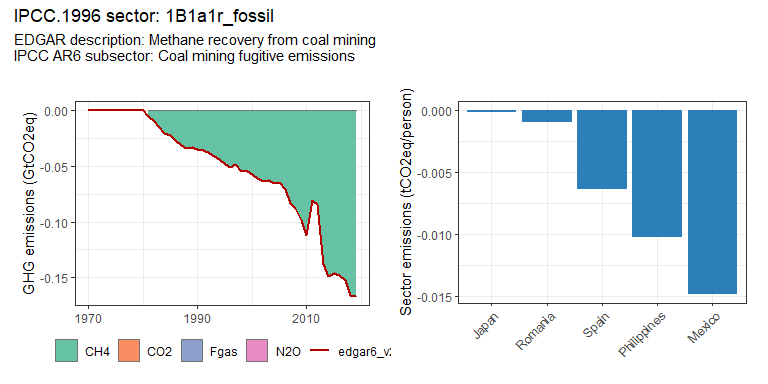 IPCC.1996 sector: 1B1a1r_fossil
EDGAR description: Methane recovery from coal mining
IPCC AR6 subsector: Coal mining fugitive emissions
GHG emissions (GtCO2eq)
0.00
-0.05
-0.10
-0.15
1970
1990
2010
CH4
CO2
Fgas
N2O
edgar6_v
Sector emissions (tCO2eq/person)
0.000
-0.005
-0.010
-0.015
Japan
Romania
Spain
Philippines
Mexico